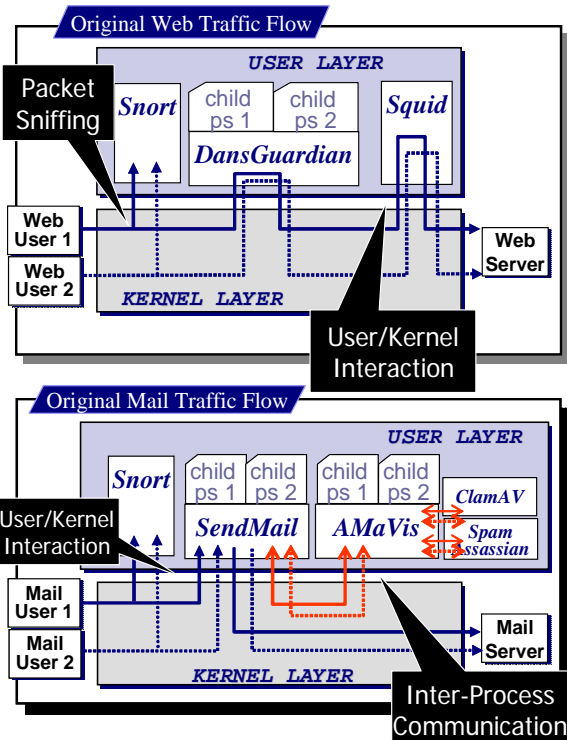 Original Web Traffic Flow
USER LAYER
Packet
Sniffing
Snort
child
ps 1
child
ps 2
DansGuardian
Squid
Web
User 1
Web
User 2
Web
Server
KERNEL LAYER
User/Kernel
Interaction
Original Mail Traffic Flow
USER LAYER
Snort
child
ps 1
child
ps 2
SendMail
child
ps 1
child
ps 2
AMaVis
ClamAV
Spam
Assassian
User/Kernel
Interaction
Mail
User 1
Mail
User 2
Mail
Server
KERNEL LAYER
Inter-Process
Communication